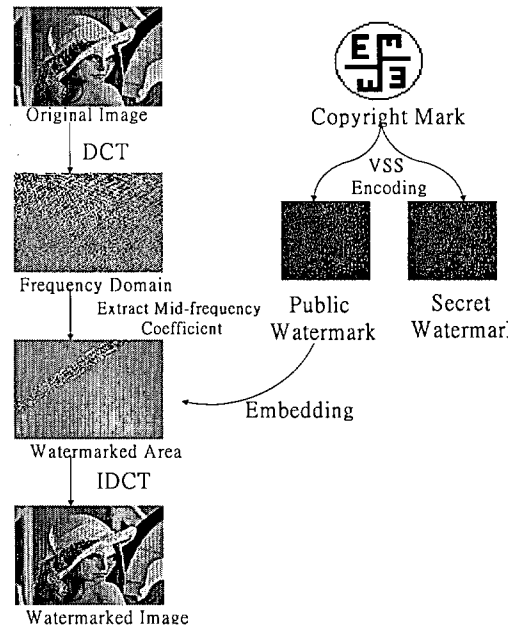 Original Image
DCT
Frequency Domain
Extract Mid-frequency
Coefficient
Watermarked Area
IDCT
Watermarked Image
E
Copyright Mark
VSS
Encoding
Public
Watermark
Secret
Watermark
Embedding